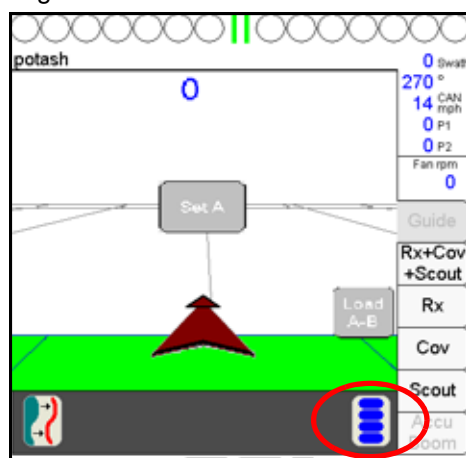 potash
0
0 Swath
270 °
14 CAN mph
0 P1
0 P2
Fan rpm
0
Set A
Guide
Rx+Cov
+Scout
Load
A-B
Rx
Cov
Scout
Accu
Boom